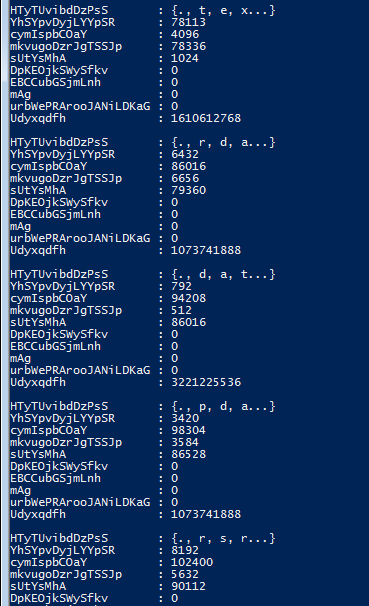 HTyTUvibdDzPsS : {., t, e, x...}
YhSYpvDyjLYYpSR : 78113
cymIspbCOaY : 4096
mkvugoDzrJgTSSJp : 78336
sUtYsMhA : 1024
DpKEOjkSWySfkv : 0
EBCCubGSjmLnh : 0
mAg : 0
urbWePRArooJANiLDKaG : 0
Udyxqdfh : 1610612768
HTyTUvibdDzPsS : {., r, d, a...}
YhSYpvDyjLYYpSR : 6432
cymIspbCOaY : 86016
mkvugoDzrJgTSSJp : 6656
sUtYsMhA : 79360
DpKEOjkSWySfkv : 0
EBCCubGSjmLnh : 0
mAg : 0
urbWePRArooJANiLDKaG : 0
Udyxqdfh : 1073741888
HTyTUvibdDzPsS : {., d, a, t...}
YhSYpvDyjLYYpSR : 792
cymIspbCOaY : 94208
mkvugoDzrJgTSSJp : 512
sUtYsMhA : 86016
DpKEOjkSWySfkv : 0
EBCCubGSjmLnh : 0
mAg : 0
urbWePRArooJANiLDKaG : 0
Udyxqdfh : 3221225536
HTyTUvibdDzPsS : {., p, d, a...}
YhSYpvDyjLYYpSR : 3420
cymIspbCOaY : 98304
mkvugoDzrJgTSSJp : 3584
sUtYsMhA : 86528
DpKEOjkSWySfkv : 0
EBCCubGSjmLnh : 0
mAg : 0
urbWePRArooJANiLDKaG : 0
Udyxqdfh : 1073741888
HTyTUvibdDzPsS : {., r, s, r...}
YhSYpvDyjLYYpSR : 8192
cymIspbCOaY : 102400
mkvugoDzrJgTSSJp : 5632
sUtYsMhA : 90112
DpKEOjkSWySfkv : 0
EBCCubGSjmLnh : 0